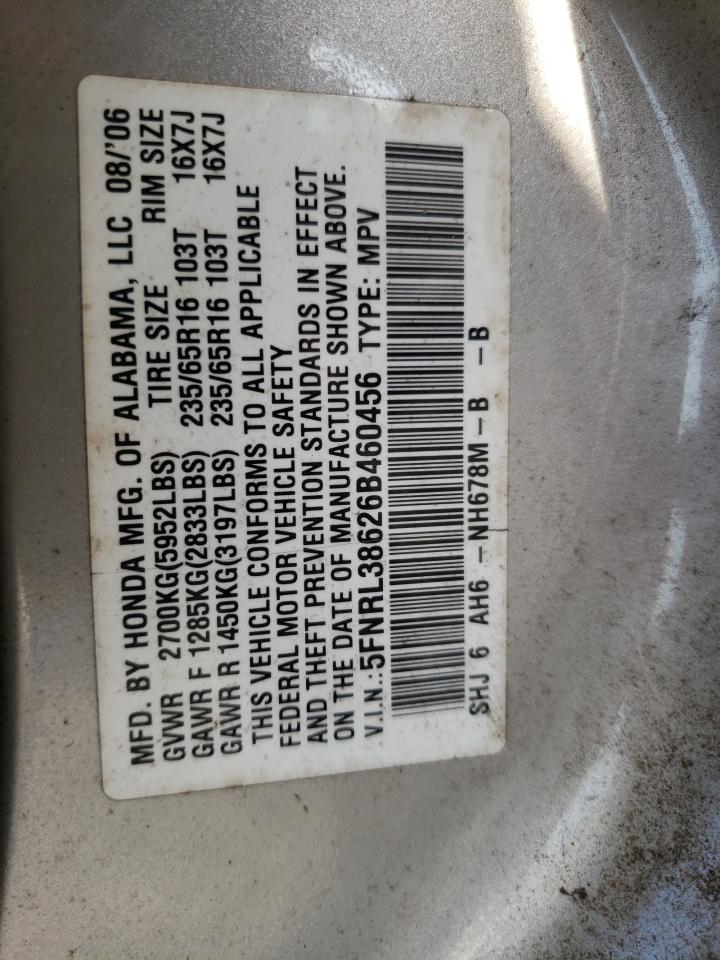 MFD. BY HONDA MFG. OF ALABAMA, LLC 08/'06
GVWR 2700KG(5952LBS) TIRE SIZE RIM SIZE
GAWR F 1285KG(2833LBS) 235/65R16 103T 16X7J
GAWR R 1450KG(3197LBS) 235/65R16 103T 16X7J
THIS VEHICLE CONFORMS TO ALL APPLICABLE
FEDERAL MOTOR VEHICLE SAFETY
AND THEFT PREVENTION STANDARDS IN EFFECT
ON THE DATE OF MANUFACTURE SHOWN ABOVE.
V.I.N.:5FNRL38626B460456 TYPE: MPV
SHJ 6 AH6 -NH678M-B -B